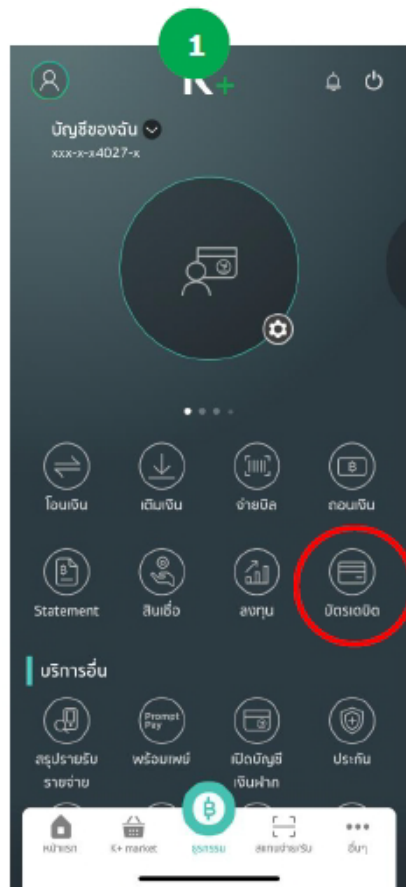 1
K+
บัญชีของฉัน
xxx-x-x4027-x
โอนเงิน เติมเงิน จ่ายบิล ถอนเงิน
Statement สินเชื่อ ลงทุน บัตรเดบิต
บริการอื่น
Prompt
Pay
สรุปรายรับ พร้อมเพย์ เปิดบัญชี ประกัน
รายจ่าย เงินฝาก
หน้าแรก K+ market ธุรกรรม สแกนจ่าย/รับ อื่นๆ